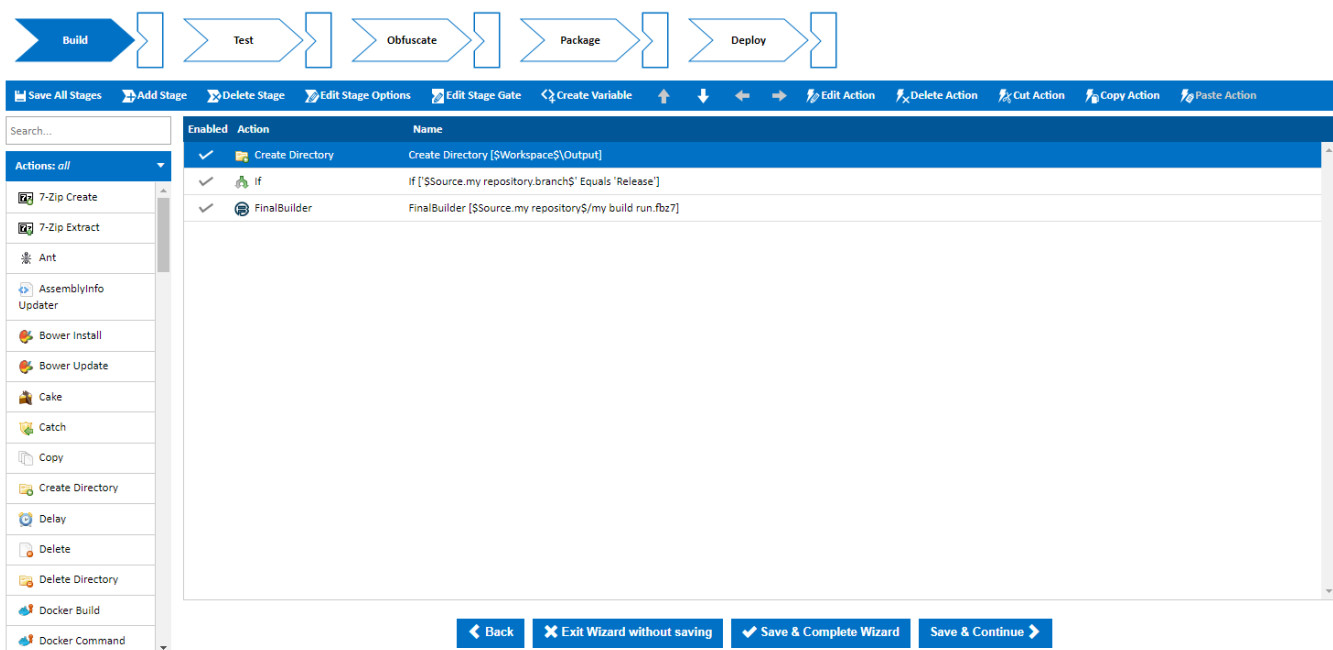 Build Test Obfuscate Package Deploy
Save All Stages Add Stage Delete Stage Edit Stage Options Edit Stage Gate Create Variable Edit Action Delete Action Cut Action Copy Action Paste Action
Search...
Actions: all
7-Zip Create
7-Zip Extract
Ant
AssemblyInfo
Updater
Bower Install
Bower Update
Cake
Catch
Copy
Create Directory
Delay
Delete
Delete Directory
Docker Build
Docker Command
Enabled Action Name
Create Directory Create Directory [$Workspace$\Output]
If If ['$Source.my repository.branch$' Equals 'Release']
FinalBuilder FinalBuilder [$Source.my repository$/my build run.fbz7]
Back Exit Wizard without saving Save & Complete Wizard Save & Continue